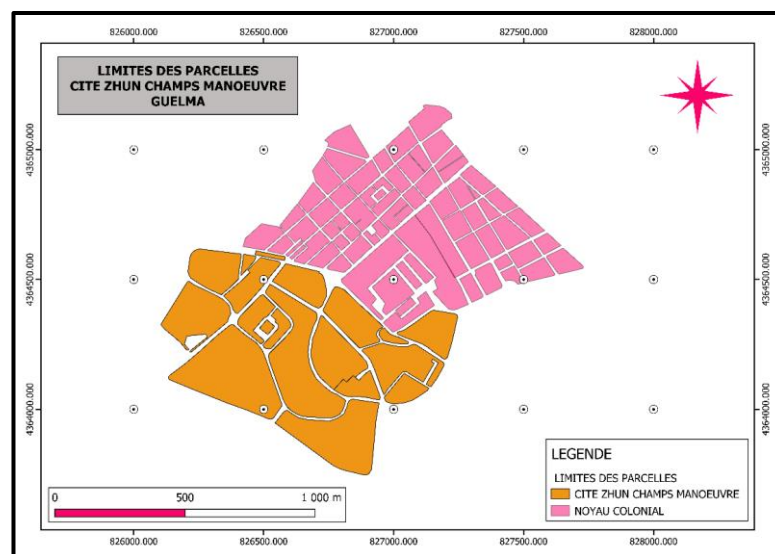 826000.000 826500.000 827000.000 827500.000 828000.000
LIMITES DES PARCELLES
CITE ZHUN CHAMPS MANOEUVRE
GUELMA
4365000.000 4365000.000
4364500.000 4364500.000
4364000.000 4364000.000
LEGENDE
LIMITES DES PARCELLES
CITE ZHUN CHAMPS MANOEUVRE
NOYAU COLONIAL
0 500 1 000 m
826000.000 826500.000 827000.000 827500.000 828000.000